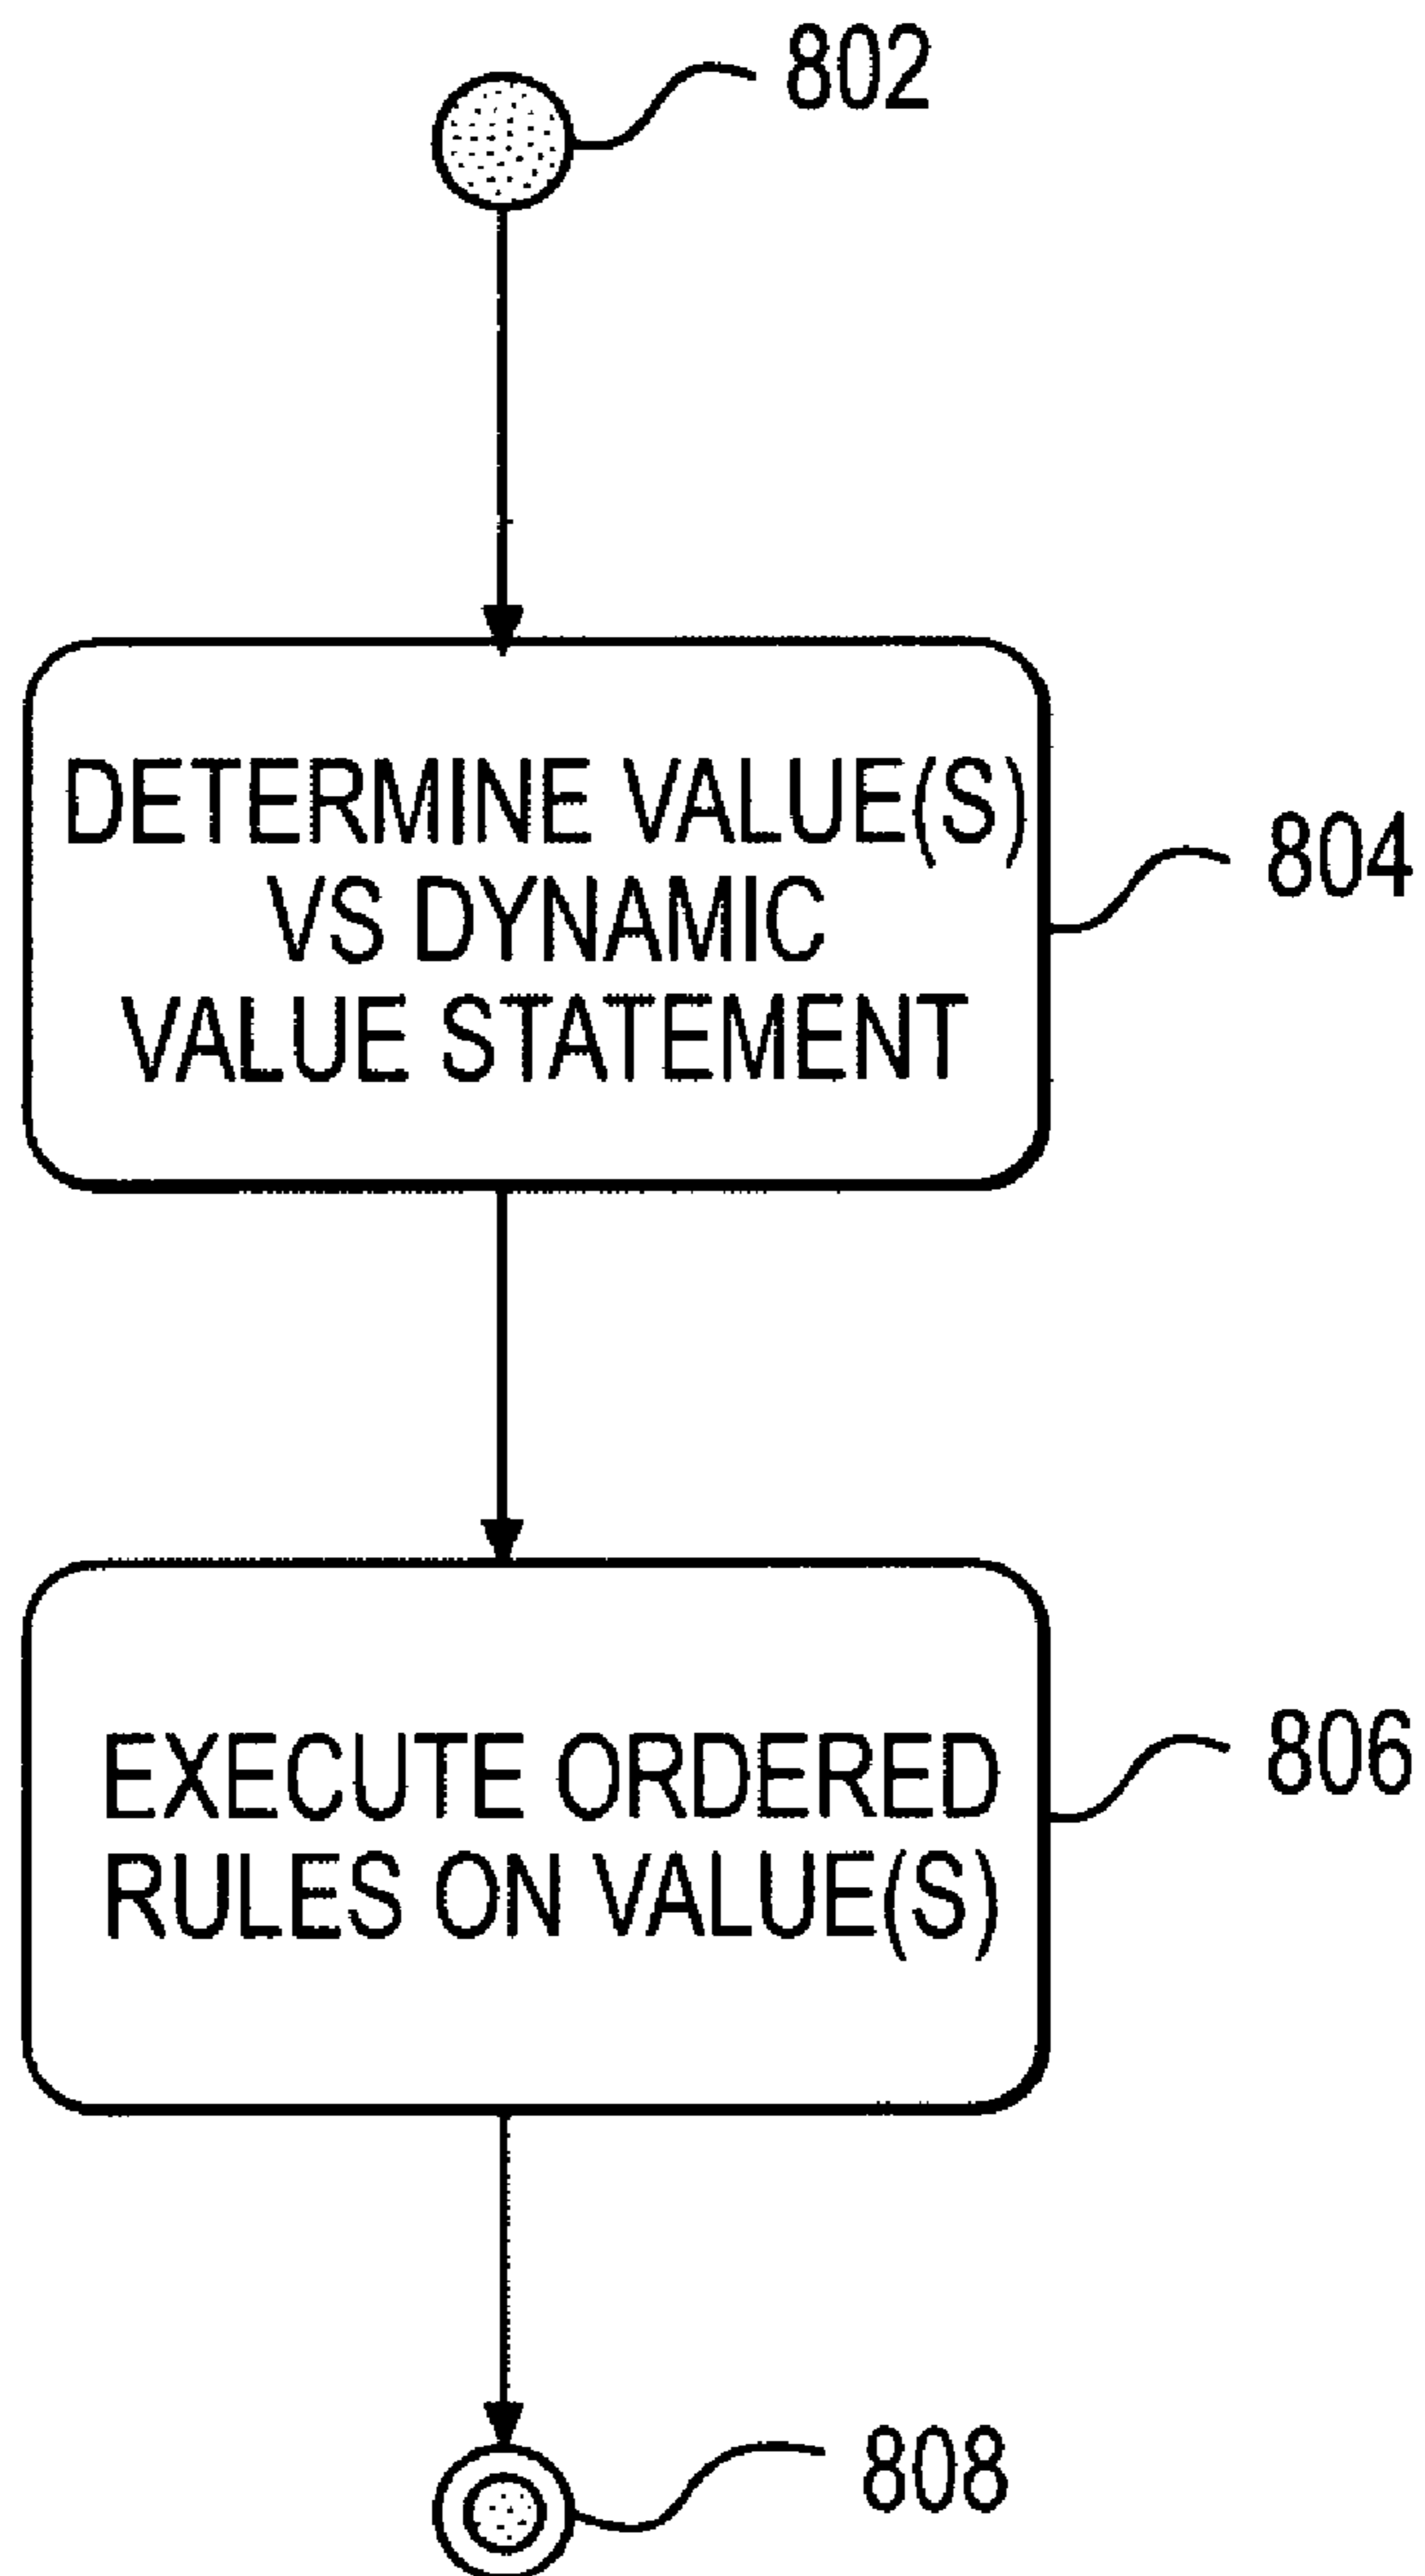 802
DETERMINE VALUE(S)
VS DYNAMIC
VALUE STATEMENT
804
EXECUTE ORDERED
RULES ON VALUE(S)
806
808